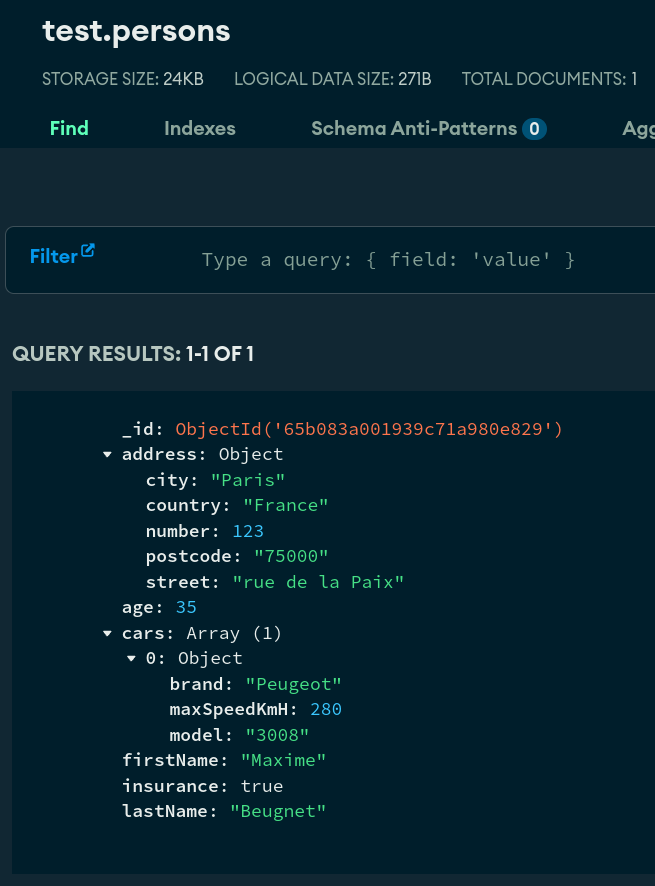 test.persons
STORAGE SIZE: 24KB LOGICAL DATA SIZE: 271B TOTAL DOCUMENTS: 1
Find Indexes Schema Anti-Patterns 0 Agg
Filter Type a query: { field: 'value' }
QUERY RESULTS: 1-1 OF 1
_id: ObjectId('65b083a001939c71a980e829')
address: Object
city: "Paris"
country: "France"
number: 123
postcode: "75000"
street: "rue de la Paix"
age: 35
cars: Array (1)
0: Object
brand: "Peugeot"
maxSpeedKmH: 280
model: "3008"
firstName: "Maxime"
insurance: true
lastName: "Beugnet"